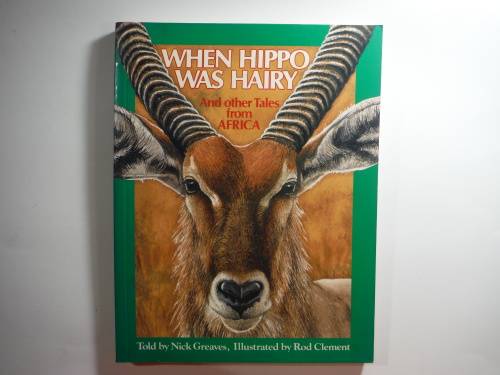 WHEN HIPPO
WAS HAIRY
And other Tales
from
AFRICA
Told by Nick Greaves, Illustrated by Rod Clement